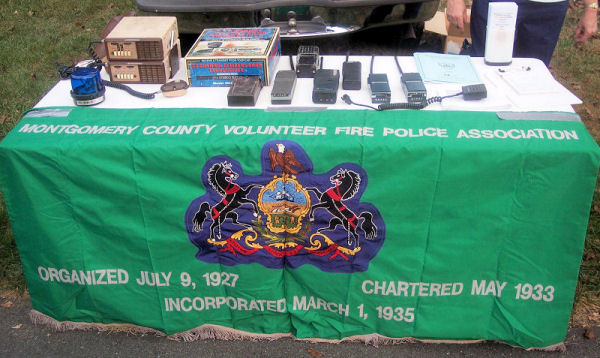 MONTGOMERY COUNTY VOLUNTEER FIRE POLICE ASSOCIATION
ORGANIZED JULY 9, 1927
CHARTERED MAY 1933
INCORPORATED MARCH 1, 1935